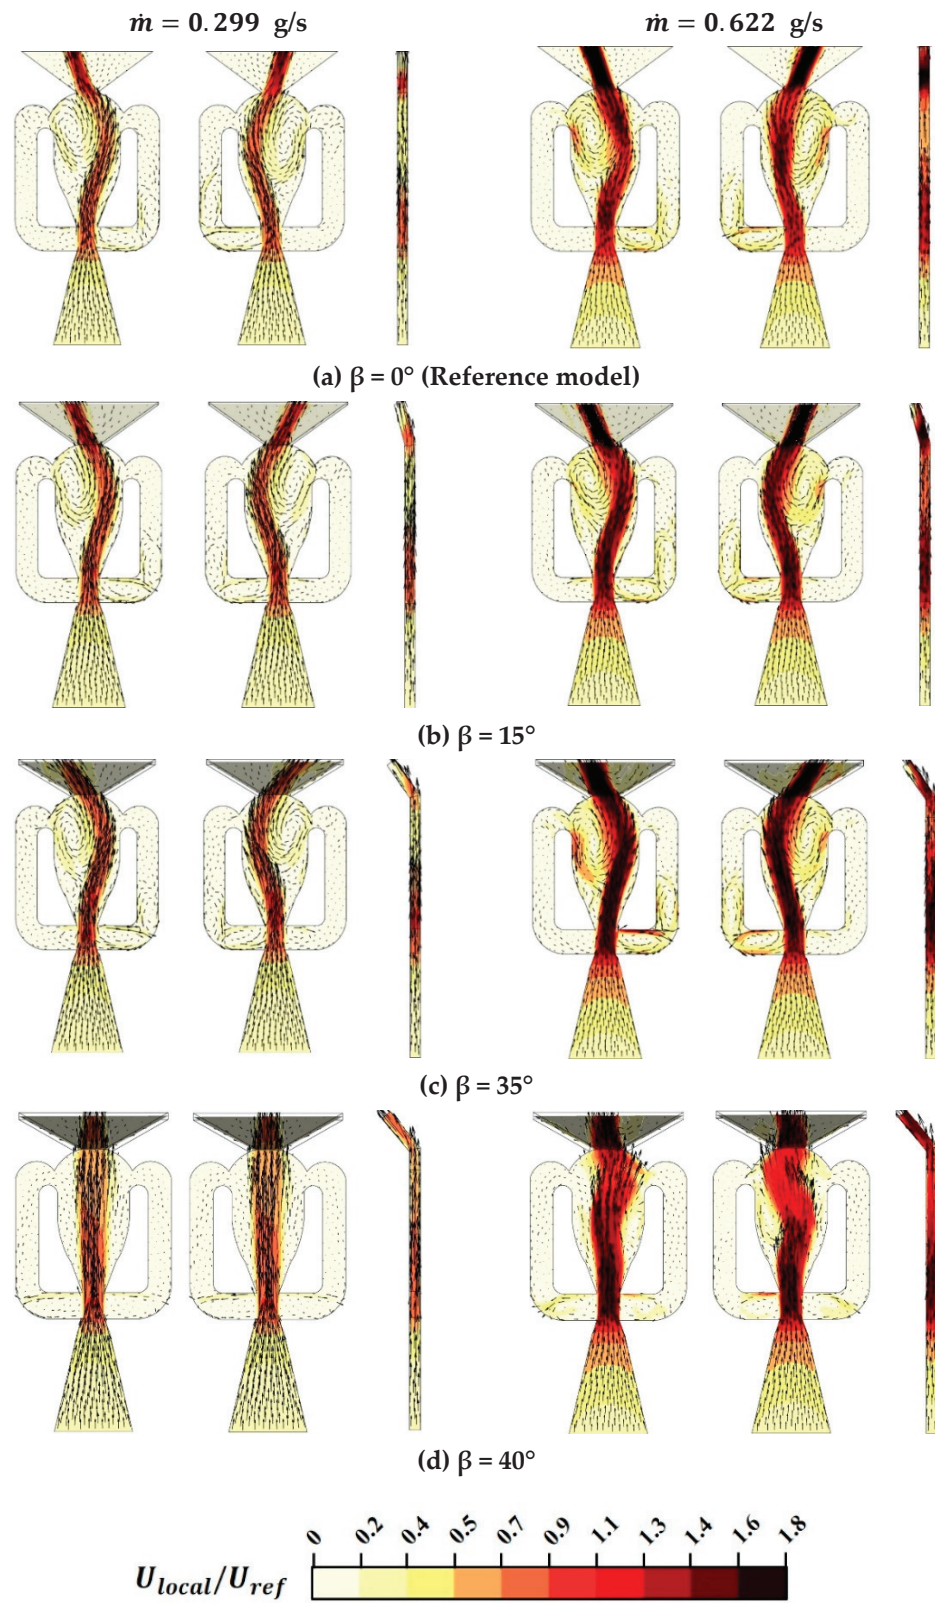 ṁ = 0.299 g/s
ṁ = 0.622 g/s
(a) β = 0° (Reference model)
(b) β = 15°
(c) β = 35°
(d) β = 40°
0 0.2 0.4 0.5 0.7 0.9 1.1 1.3 1.4 1.6 1.8
U_local/U_ref